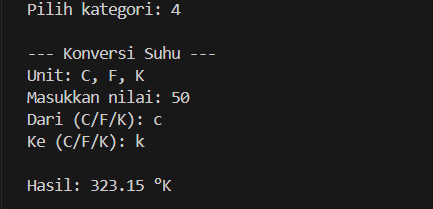 Pilih kategori: 4
--- Konversi Suhu ---
Unit: C, F, K
Masukkan nilai: 50
Dari (C/F/K): c
Ke (C/F/K): k
Hasil: 323.15 °K